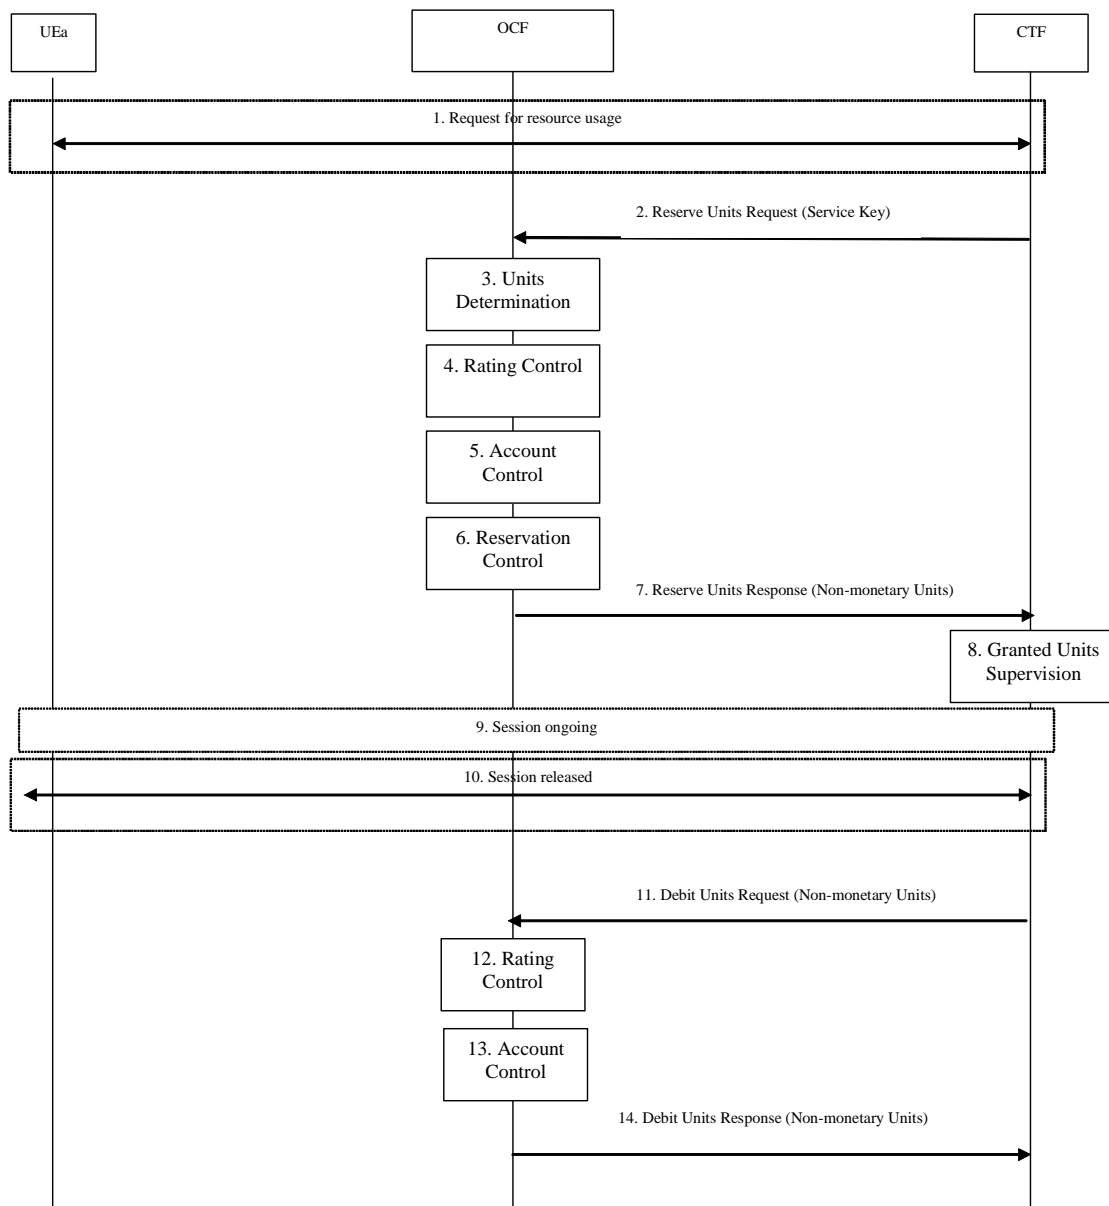 UEa
OCF
CTF
1. Request for resource usage
2. Reserve Units Request (Service Key)
3. Units
Determination
4. Rating Control
5. Account
Control
6. Reservation
Control
7. Reserve Units Response (Non-monetary Units)
8. Granted Units
Supervision
9. Session ongoing
10. Session released
11. Debit Units Request (Non-monetary Units)
12. Rating
Control
13. Account
Control
14. Debit Units Response (Non-monetary Units)